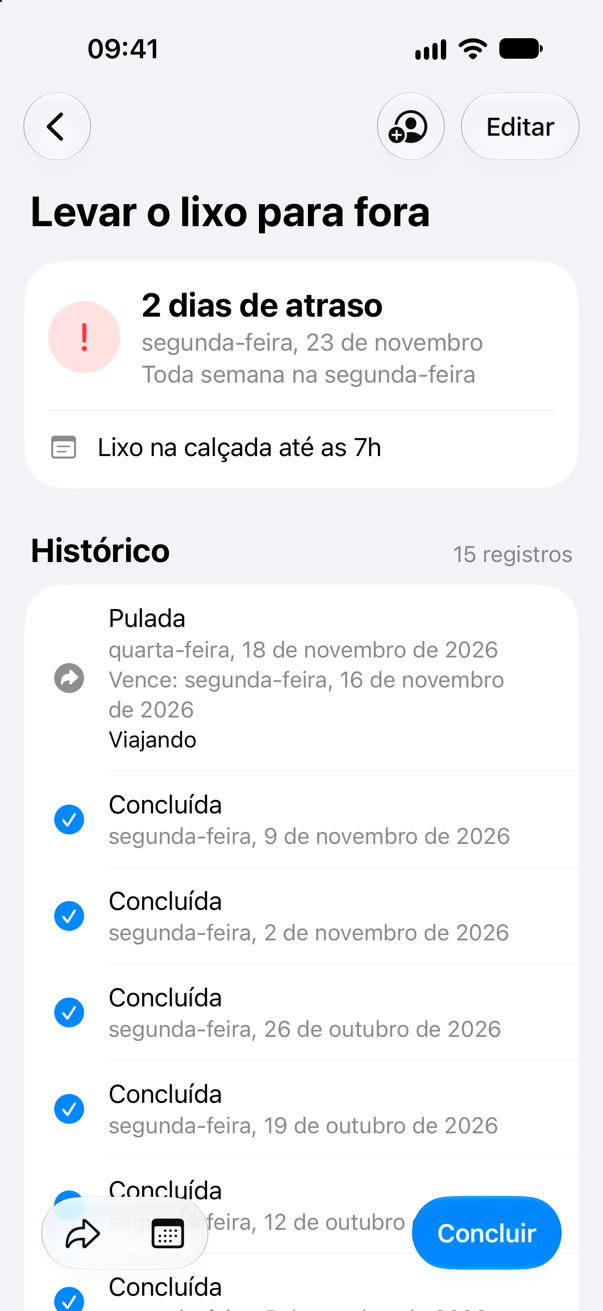 09:41
Editar
Levar o lixo para fora
2 dias de atraso
segunda-feira, 23 de novembro
Toda semana na segunda-feira
Lixo na calçada até as 7h
Histórico
15 registros
Pulada
quarta-feira, 18 de novembro de 2026
Vence: segunda-feira, 16 de novembro
de 2026
Viajando
Concluída
segunda-feira, 9 de novembro de 2026
Concluída
segunda-feira, 2 de novembro de 2026
Concluída
segunda-feira, 26 de outubro de 2026
Concluída
segunda-feira, 19 de outubro de 2026
Concluída
segunda-feira, 12 de outubro
Concluir
Concluída